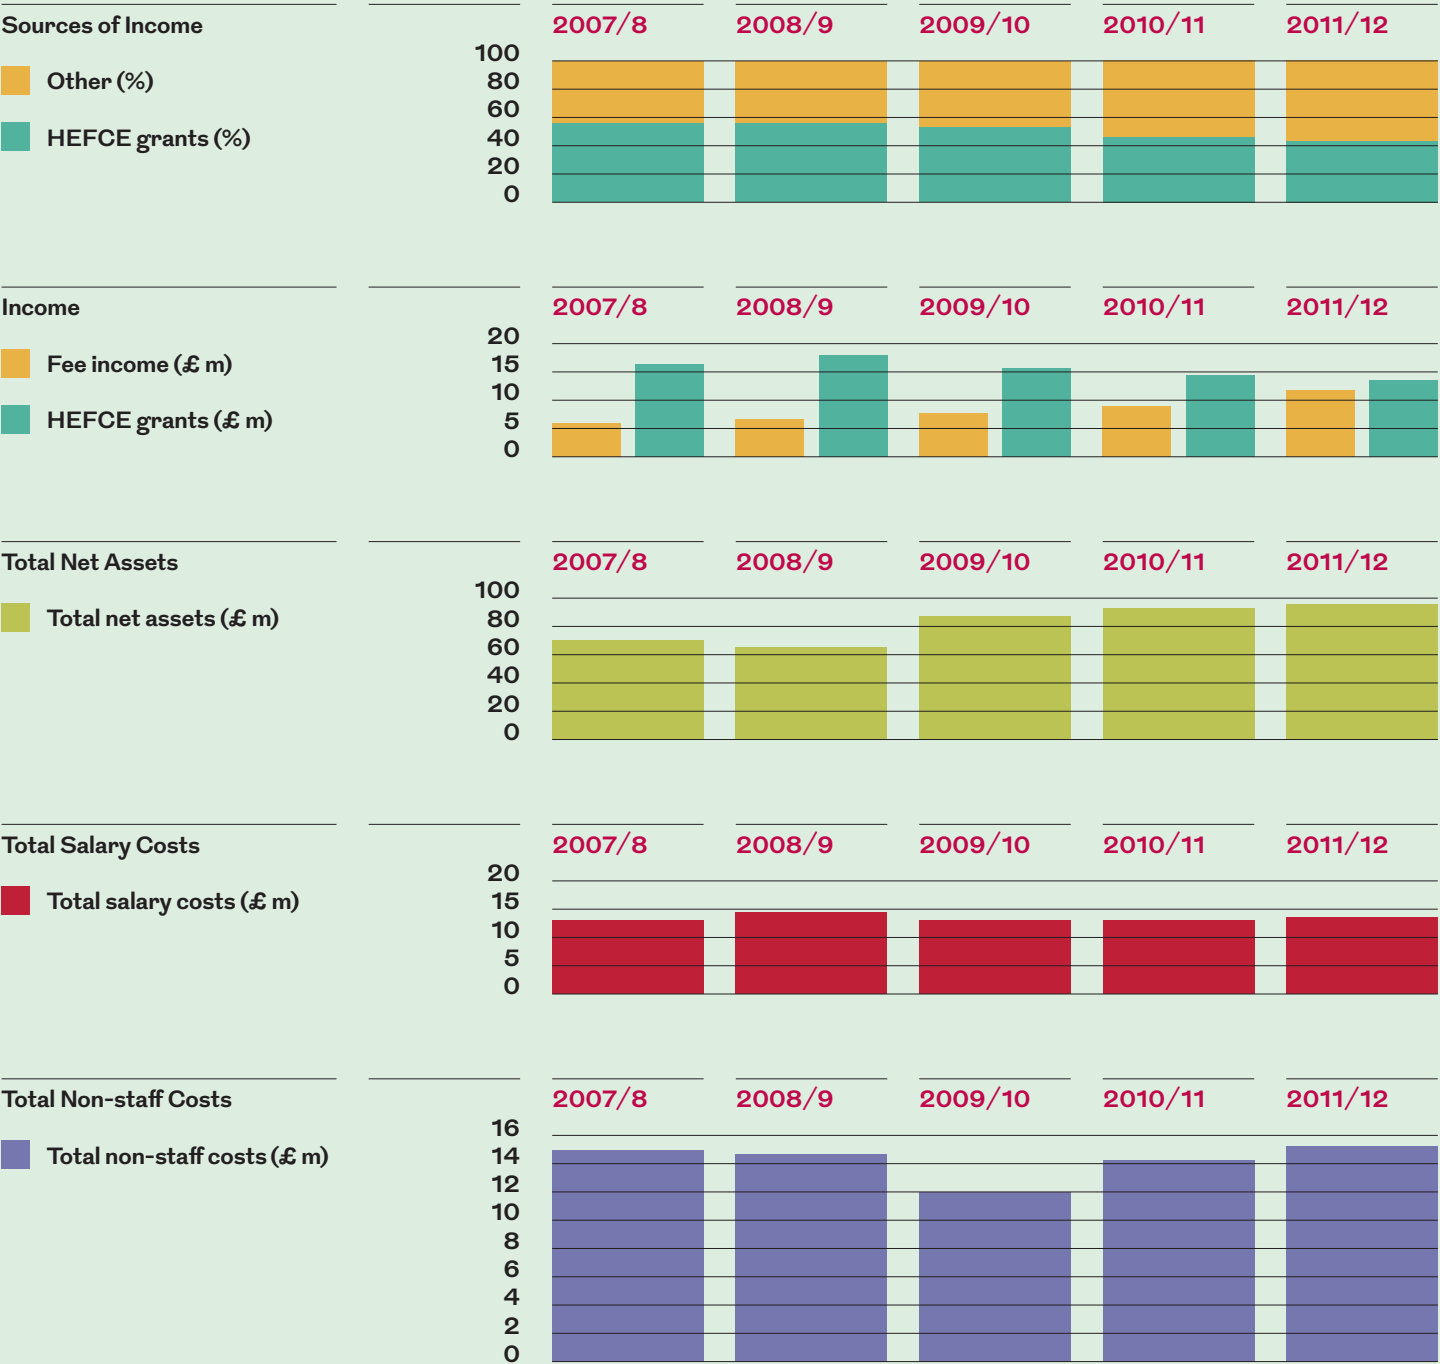 Sources of Income 2007/8 2008/9 2009/10 2010/11 2011/12
100
Other (%) 80
60
HEFCE grants (%) 40
20
0
Income 2007/8 2008/9 2009/10 2010/11 2011/12
20
Fee income (£ m) 15
10
HEFCE grants (£ m) 5
0
Total Net Assets 2007/8 2008/9 2009/10 2010/11 2011/12
100
Total net assets (£ m) 80
60
40
20
0
Total Salary Costs 2007/8 2008/9 2009/10 2010/11 2011/12
20
Total salary costs (£ m) 15
10
5
0
Total Non-staff Costs 2007/8 2008/9 2009/10 2010/11 2011/12
16
Total non-staff costs (£ m) 14
12
10
8
6
4
2
0